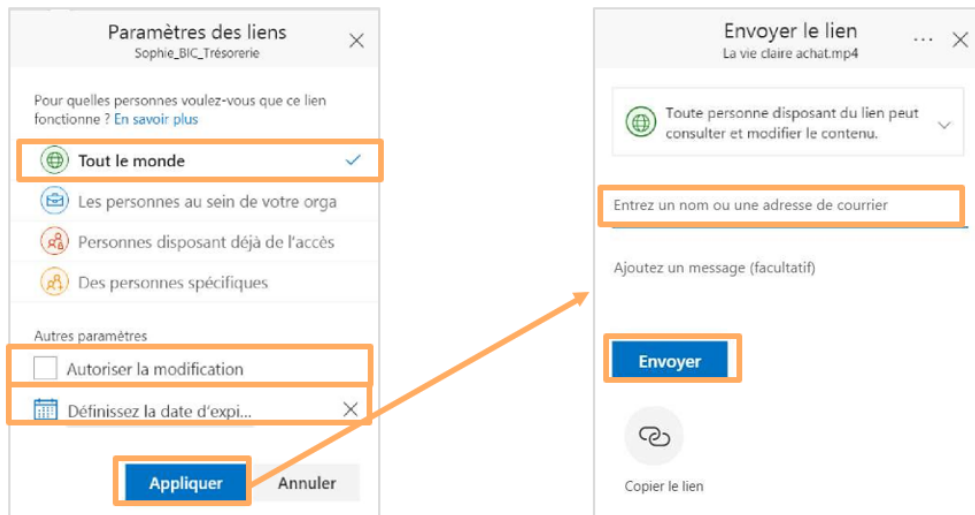 Paramètres des liens
Sophie_BIC_Trésorerie
Pour quelles personnes voulez-vous que ce lien
fonctionne ? En savoir plus
Tout le monde
Les personnes au sein de votre orga
Personnes disposant déjà de l'accès
Des personnes spécifiques
Autres paramètres
Autoriser la modification
Définissez la date d'expi...
Appliquer
Annuler
Envoyer le lien
La vie claire achat.mp4
Toute personne disposant du lien peut
consulter et modifier le contenu.
Entrez un nom ou une adresse de courrier
Ajoutez un message (facultatif)
Envoyer
Copier le lien